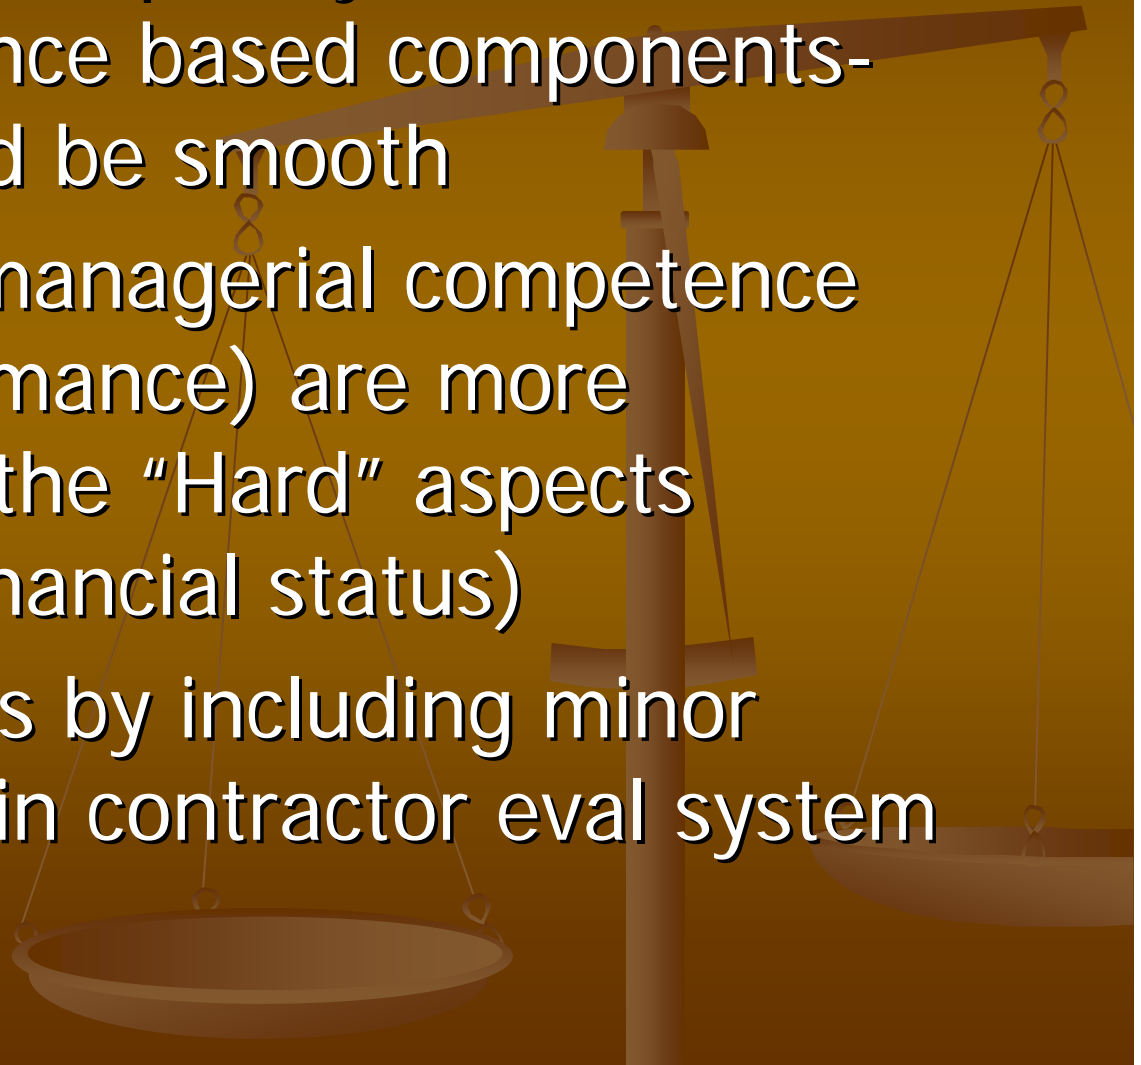 nce based components-
d be smooth
managerial competence
mance) are more
the “Hard” aspects
nancial status)
s by including minor
in contractor eval system